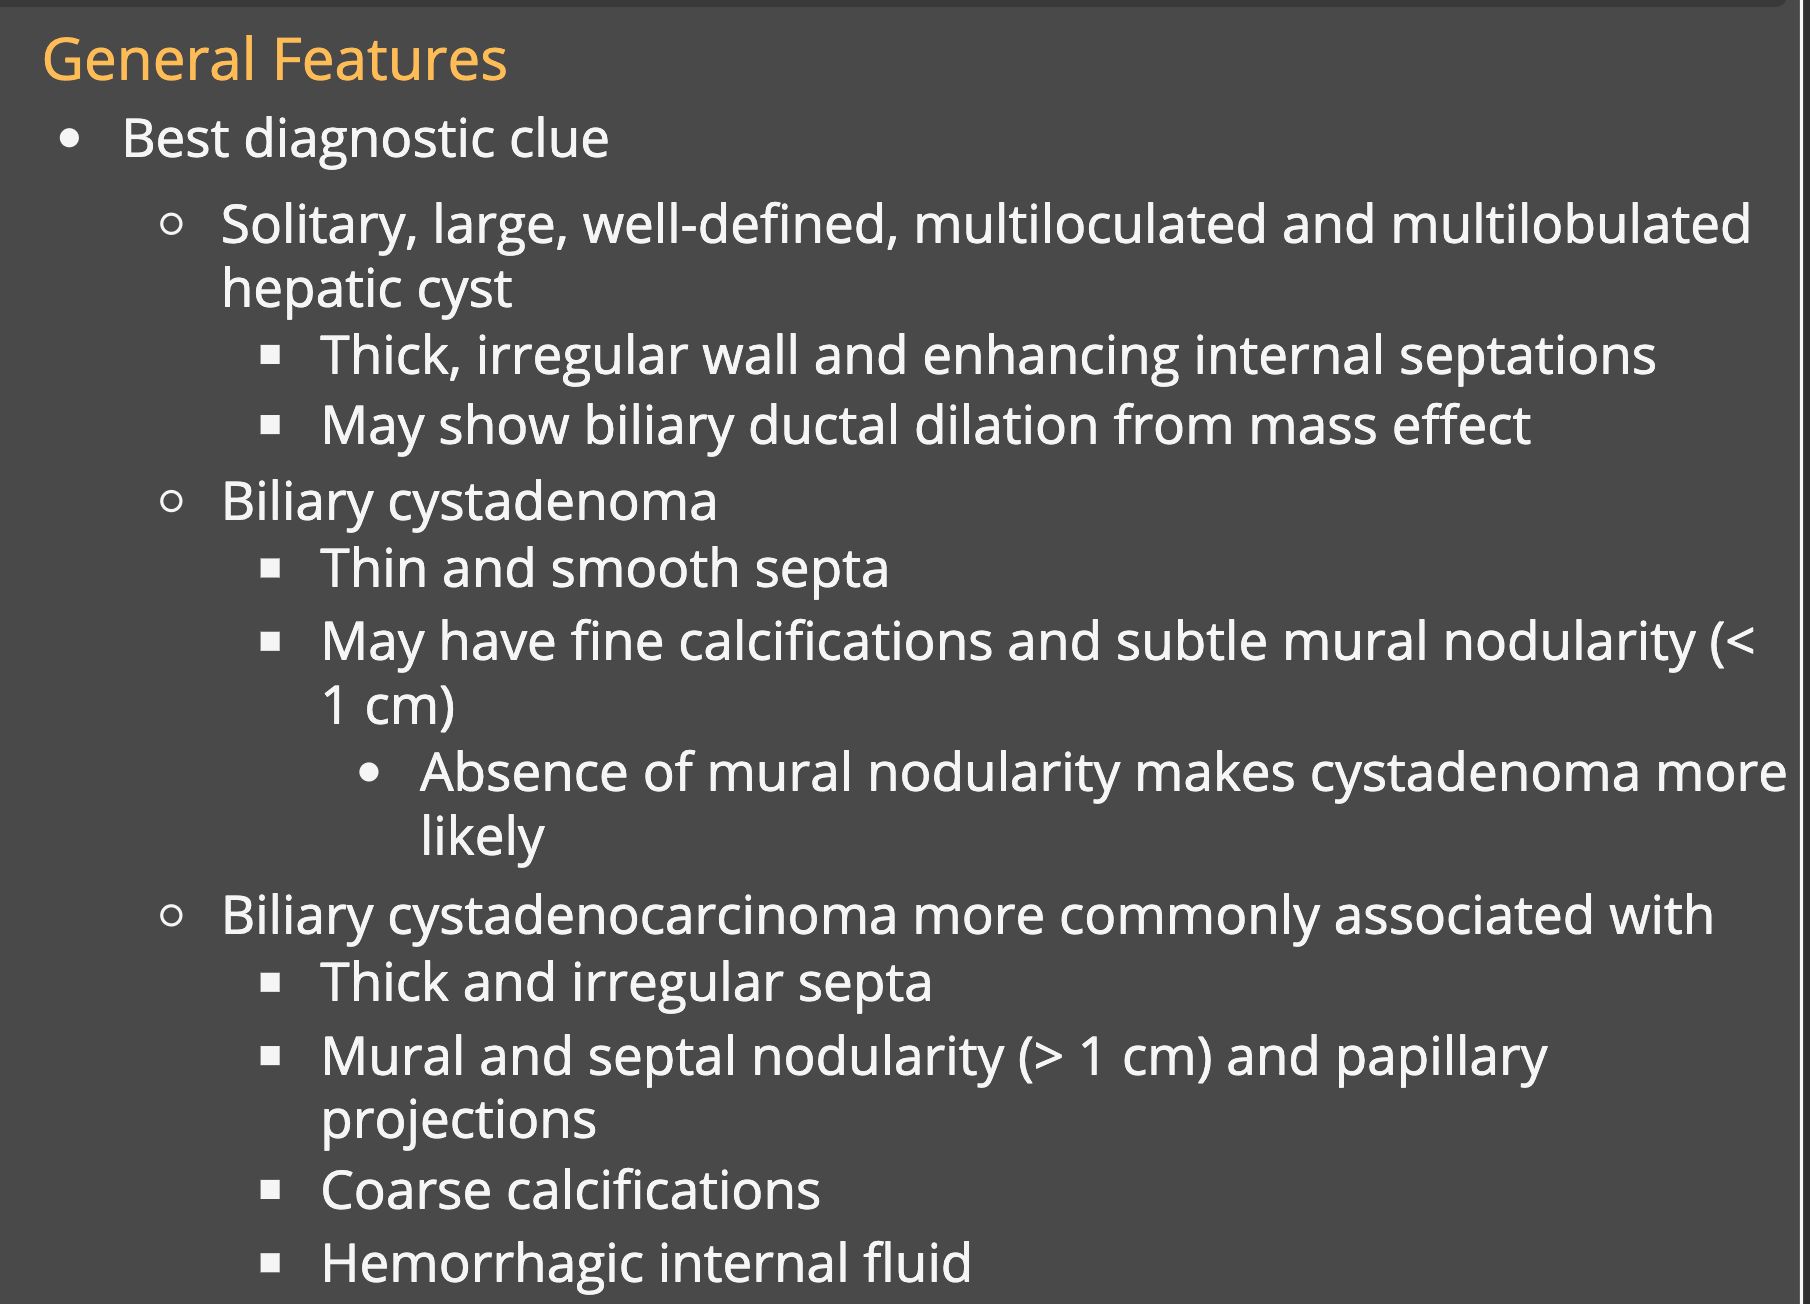 General Features
• Best diagnostic clue
○ Solitary, large, well-defined, multiloculated and multilobulated
hepatic cyst
▪ Thick, irregular wall and enhancing internal septations
▪ May show biliary ductal dilation from mass effect
○ Biliary cystadenoma
▪ Thin and smooth septa
▪ May have fine calcifications and subtle mural nodularity (<
1 cm)
• Absence of mural nodularity makes cystadenoma more
likely
○ Biliary cystadenocarcinoma more commonly associated with
▪ Thick and irregular septa
▪ Mural and septal nodularity (> 1 cm) and papillary
projections
▪ Coarse calcifications
▪ Hemorrhagic internal fluid